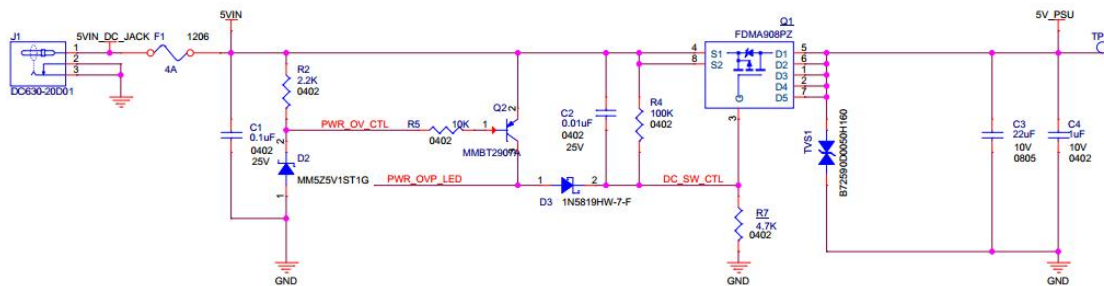 5VIN
5V_PSU
Q1
FDMA908PZ
J1
5VIN_DC_JACK
F1
1206
TP
1
2
3
4A
DC630-20D01
R2
2.2K
0402
4
8
S1
S2
D1
D2
D3
D4
D5
5
6
1
2
7
G
3
C1
0.1uF
0402
25V
PWR_OV_CTL
R5
10K
0402
1
Q2
2
3
MMBT2907A
C2
0.01uF
0402
25V
R4
100K
0402
TVS1
B72590D0050H160
C3
22uF
10V
0805
C4
1uF
10V
0402
2
D2
MM5Z5V1ST1G
1
PWR_OVP_LED
1
2
D3
1N5819HW-7-F
DC_SW_CTL
R7
4.7K
0402
GND
GND
GND